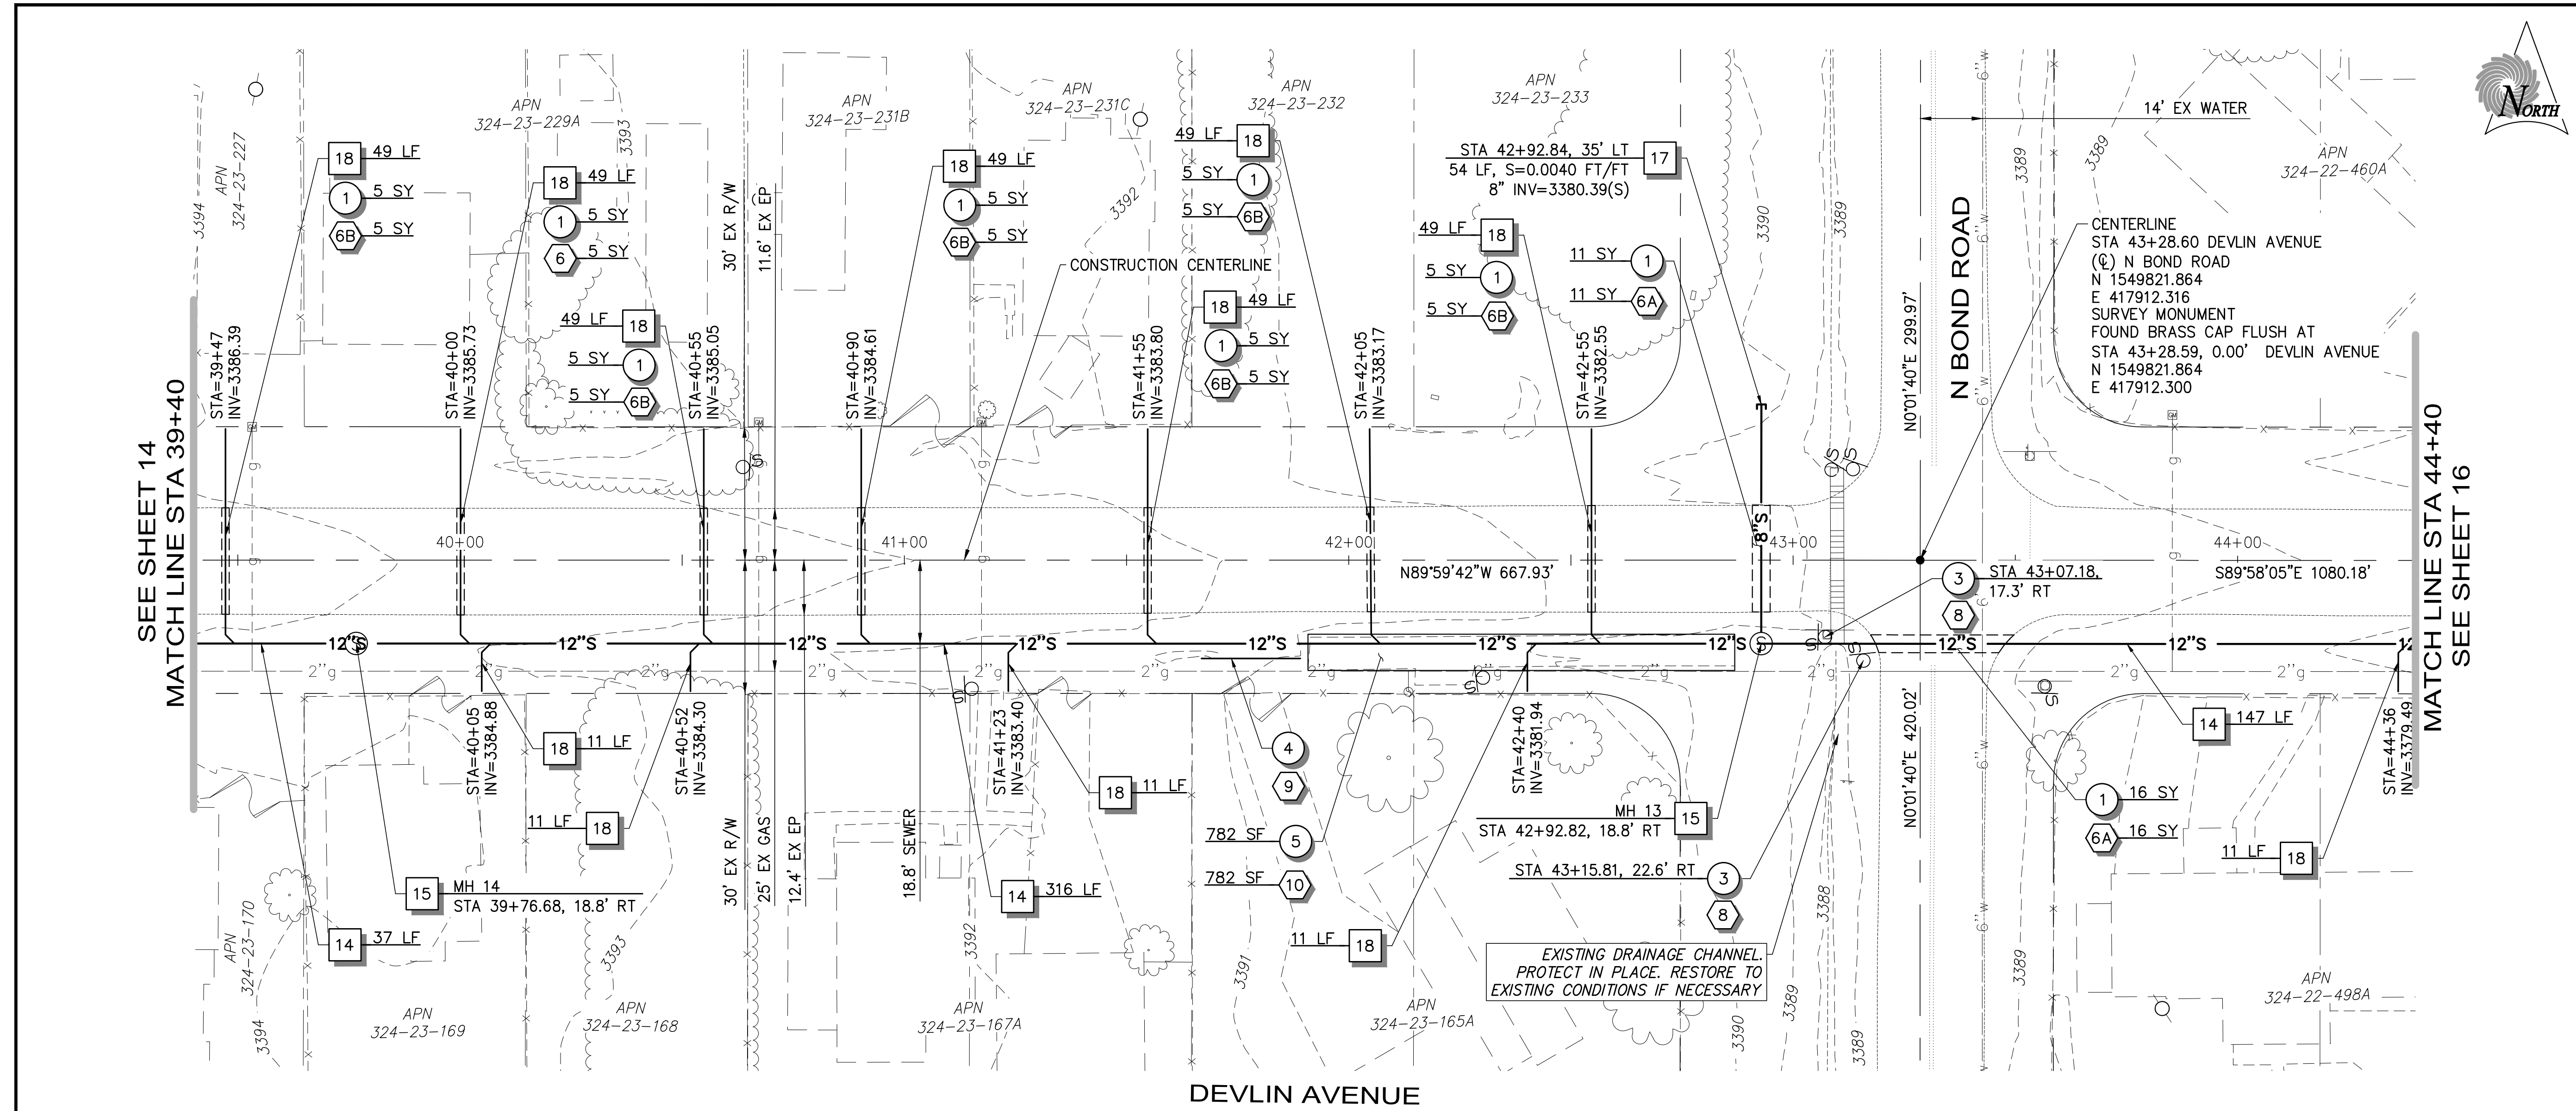 NORTH
SEE SHEET 14
MATCH LINE STA 39+40
3394
APN
324-23-227
18 49 LF
1 5 SY
6B 5 SY
STA=39+47
INV=3386.39
APN
324-23-229A
3393
18 49 LF
1 5 SY
6 5 SY
STA=40+00
INV=3385.73
49 LF 18
5 SY 1
5 SY 6B
STA=40+55
INV=3385.05
30' EX R/W
11.6' EX EP
APN
324-23-231B
18 49 LF
1 5 SY
6B 5 SY
STA=40+90
INV=3384.61
CONSTRUCTION CENTERLINE
APN
324-23-231C
3392
APN
324-23-232
49 LF 18
5 SY 1
5 SY 6B
18 49 LF
1 5 SY
6B 5 SY
STA=41+55
INV=3383.80
STA=42+05
INV=3383.17
APN
324-23-233
STA 42+92.84, 35' LT 17
54 LF, S=0.0040 FT/FT
8" INV=3380.39(S)
49 LF 18
5 SY 1
5 SY 6B
11 SY 1
11 SY 6A
STA=42+55
INV=3382.55
3390
3389
N0°01'40"E 299.97'
N BOND ROAD
6"w
6"w
6"w
14' EX WATER
3389
3389
APN
324-22-460A
CENTERLINE
STA 43+28.60 DEVLIN AVENUE
(℄) N BOND ROAD
N 1549821.864
E 417912.316
SURVEY MONUMENT
FOUND BRASS CAP FLUSH AT
STA 43+28.59, 0.00' DEVLIN AVENUE
N 1549821.864
E 417912.300
MATCH LINE STA 44+40
SEE SHEET 16
40+00
41+00
42+00
43+00
44+00
8"S
N89°59'42"W 667.93'
S89°58'05"E 1080.18'
3 STA 43+07.18,
17.3' RT
8
12"S
12"S
12"S
12"S
12"S
12"S
12"S
S
12"S
12"S
12
2"g
2"g
2"g
2"g
2"g
2"g
2"g
2"g
2"g
2"g
STA=40+05
INV=3384.88
18 11 LF
STA=40+52
INV=3384.30
11 LF 18
30' EX R/W
25' EX GAS
12.4' EX EP
18.8' SEWER
STA=41+23
INV=3383.40
18 11 LF
14 316 LF
4
9
782 SF 5
782 SF 10
STA=42+40
INV=3381.94
11 LF 18
MH 13 15
STA 42+92.82, 18.8' RT
STA 43+15.81, 22.6' RT 3
8
EXISTING DRAINAGE CHANNEL.
PROTECT IN PLACE. RESTORE TO
EXISTING CONDITIONS IF NECESSARY
N0°01'40"E 420.02'
6"w
6"w
1 16 SY
6A 16 SY
14 147 LF
11 LF 18
STA=44+36
INV=3379.49
15 MH 14
STA 39+76.68, 18.8' RT
14 37 LF
APN
324-23-170
3394
APN
324-23-169
3393
APN
324-23-168
3392
APN
324-23-167A
3391
APN
324-23-165A
3390
3389
3388
3389
3389
APN
324-22-498A
DEVLIN AVENUE